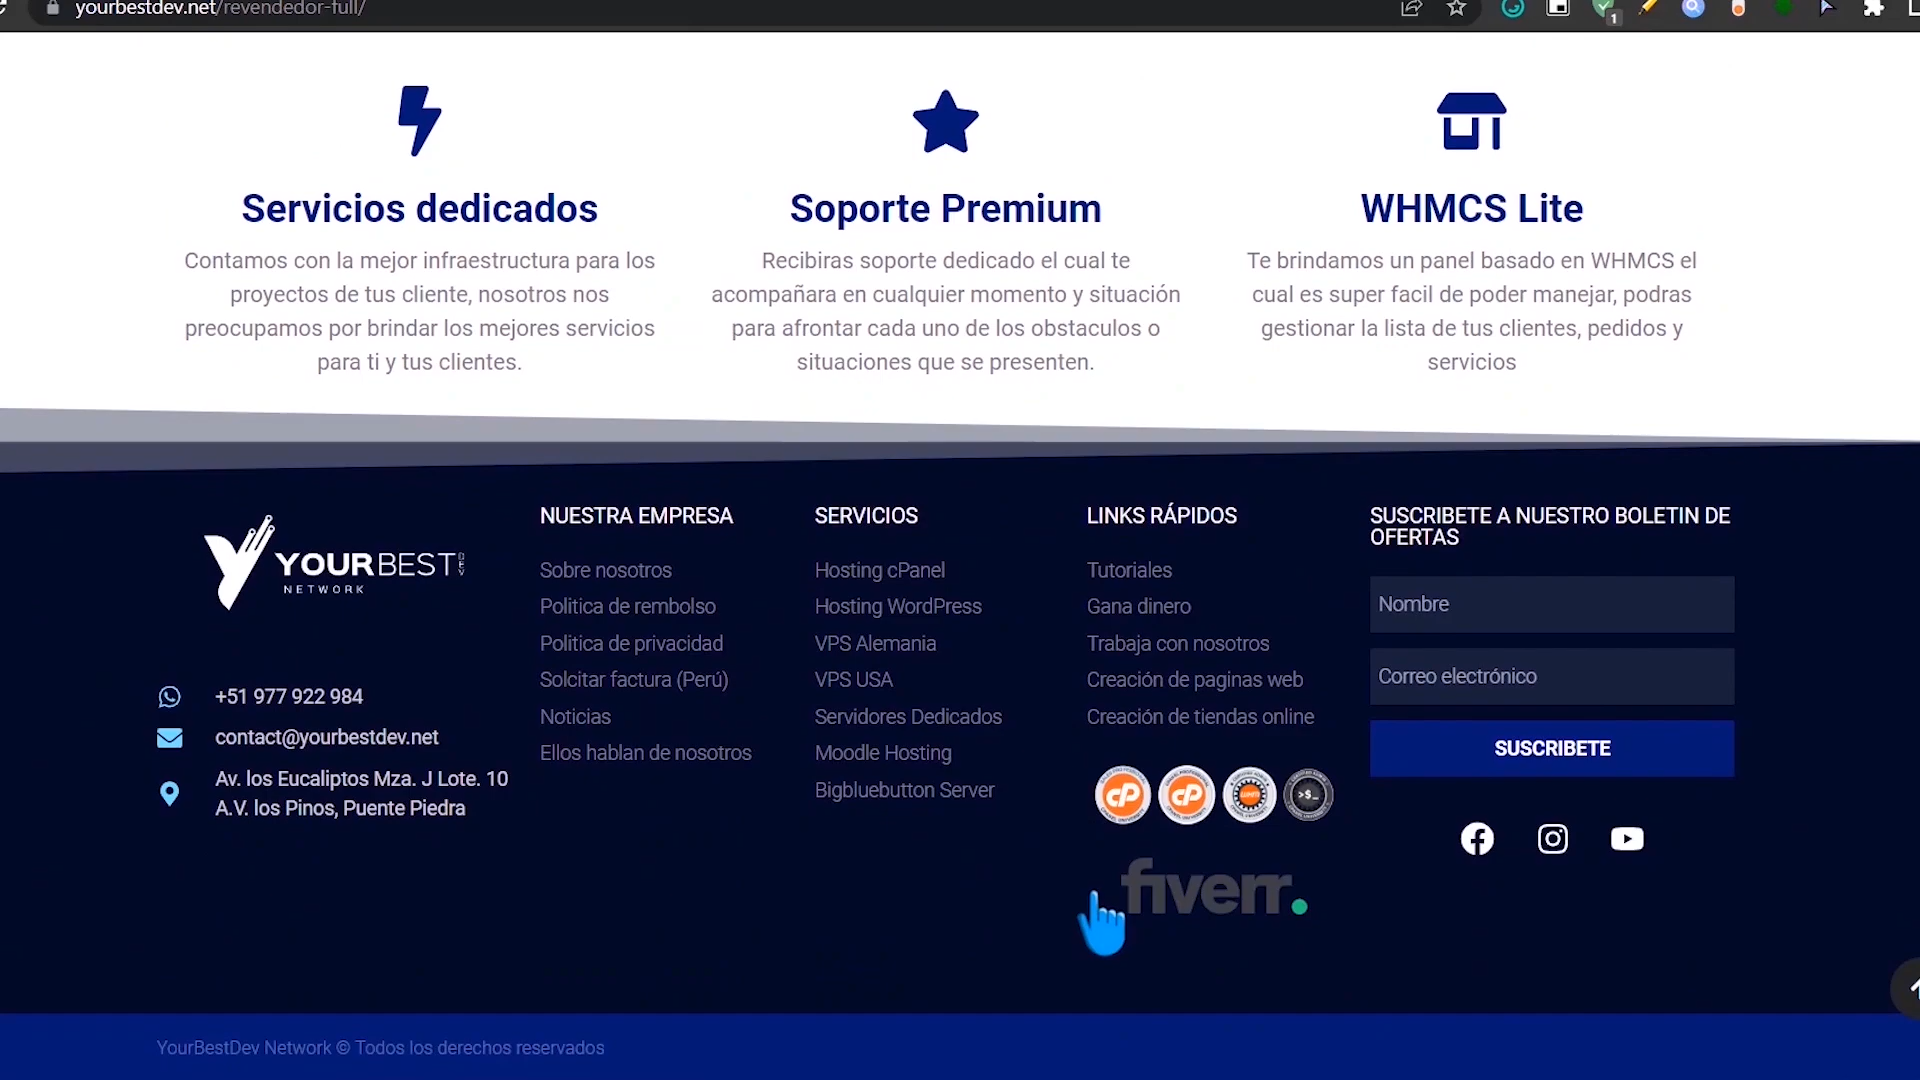 yourbestdev.net/revendedor-full/
1
Servicios dedicados
Contamos con la mejor infraestructura para los
proyectos de tus cliente, nosotros nos
preocupamos por brindar los mejores servicios
para ti y tus clientes.
Soporte Premium
Recibiras soporte dedicado el cual te
acompañara en cualquier momento y situación
para afrontar cada uno de los obstaculos o
situaciones que se presenten.
WHMCS Lite
Te brindamos un panel basado en WHMCS el
cual es super facil de poder manejar, podras
gestionar la lista de tus clientes, pedidos y
servicios
YOURBEST DEV
NETWORK
+51 977 922 984
contact@yourbestdev.net
Av. los Eucaliptos Mza. J Lote. 10
A.V. los Pinos, Puente Piedra
NUESTRA EMPRESA
Sobre nosotros
Politica de rembolso
Politica de privacidad
Solcitar factura (Perú)
Noticias
Ellos hablan de nosotros
SERVICIOS
Hosting cPanel
Hosting WordPress
VPS Alemania
VPS USA
Servidores Dedicados
Moodle Hosting
Bigbluebutton Server
LINKS RÁPIDOS
Tutoriales
Gana dinero
Trabaja con nosotros
Creación de paginas web
Creación de tiendas online
cP
cP
WHM
>$_
fiverr.
SUSCRIBETE A NUESTRO BOLETIN DE
OFERTAS
Nombre
Correo electrónico
SUSCRIBETE
YourBestDev Network © Todos los derechos reservados